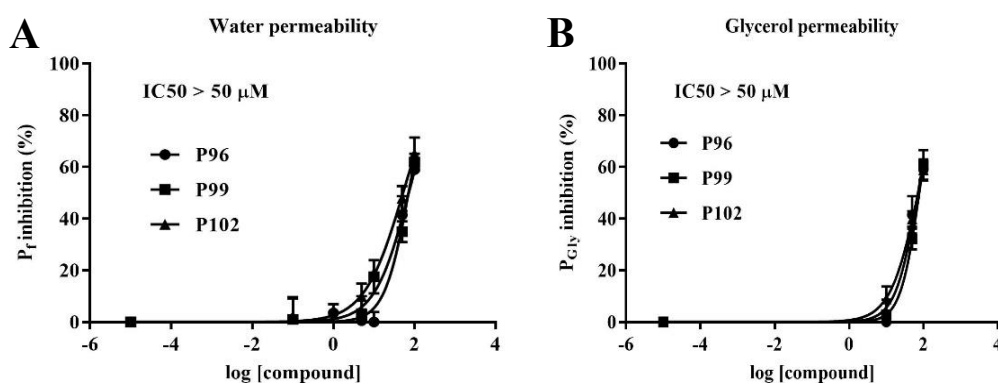 A
Water permeability
100
80
60
40
20
0
Pf inhibition (%)
IC50 > 50 μM
P96
P99
P102
-6
-4
-2
0
2
4
log [compound]
B
Glycerol permeability
100
80
60
40
20
0
PGly inhibition (%)
IC50 > 50 μM
P96
P99
P102
-6
-4
-2
0
2
4
log [compound]